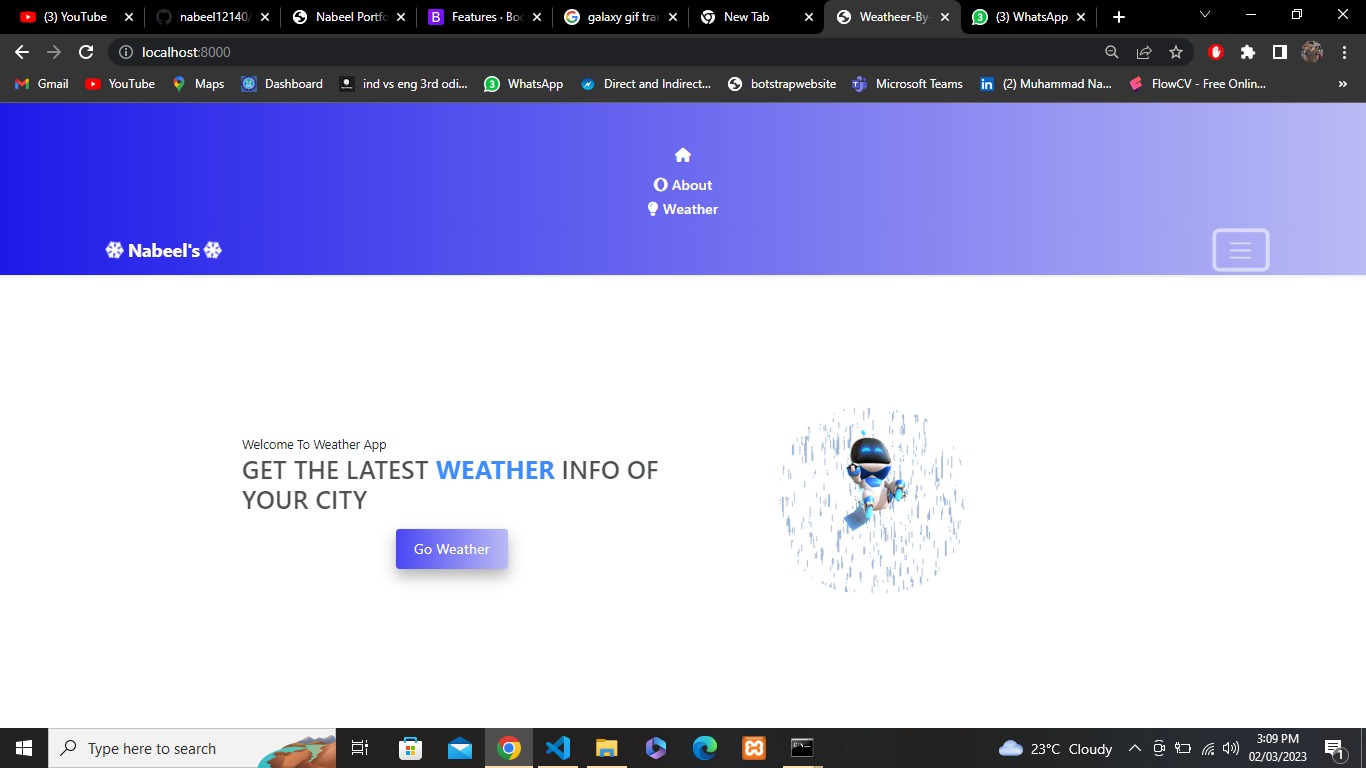 (3) YouTube
nabeel12140/
Nabeel Portfo
Features · Boo
galaxy gif tran
New Tab
Weatheer-By-
(3) WhatsApp
localhost:8000
Gmail
YouTube
Maps
Dashboard
ind vs eng 3rd odi...
3 WhatsApp
Direct and Indirect...
botstrapwebsite
Microsoft Teams
(2) Muhammad Na...
FlowCV - Free Onlin...
»
About
Weather
❆ Nabeel's ❆
Welcome To Weather App
GET THE LATEST WEATHER INFO OF
YOUR CITY
Go Weather
Type here to search
23°C Cloudy
3:09 PM
02/03/2023
1